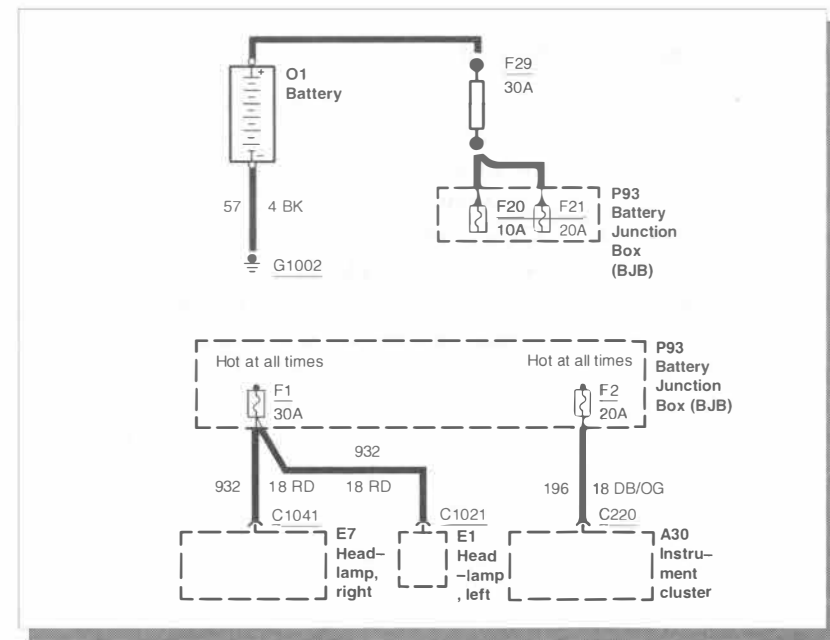 O1
Battery
+
–
57 4 BK
G1002
F29
30A
F20 F21
10A 20A
P93
Battery
Junction
Box
(BJB)
Hot at all times Hot at all times
F1 F2
30A 20A
P93
Battery
Junction
Box (BJB)
932
932 18 RD 18 RD
196 18 DB/OG
C1041 C1021 C220
E7
Head–
lamp,
right
E1
Head
–lamp
, left
A30
Instru–
ment
cluster